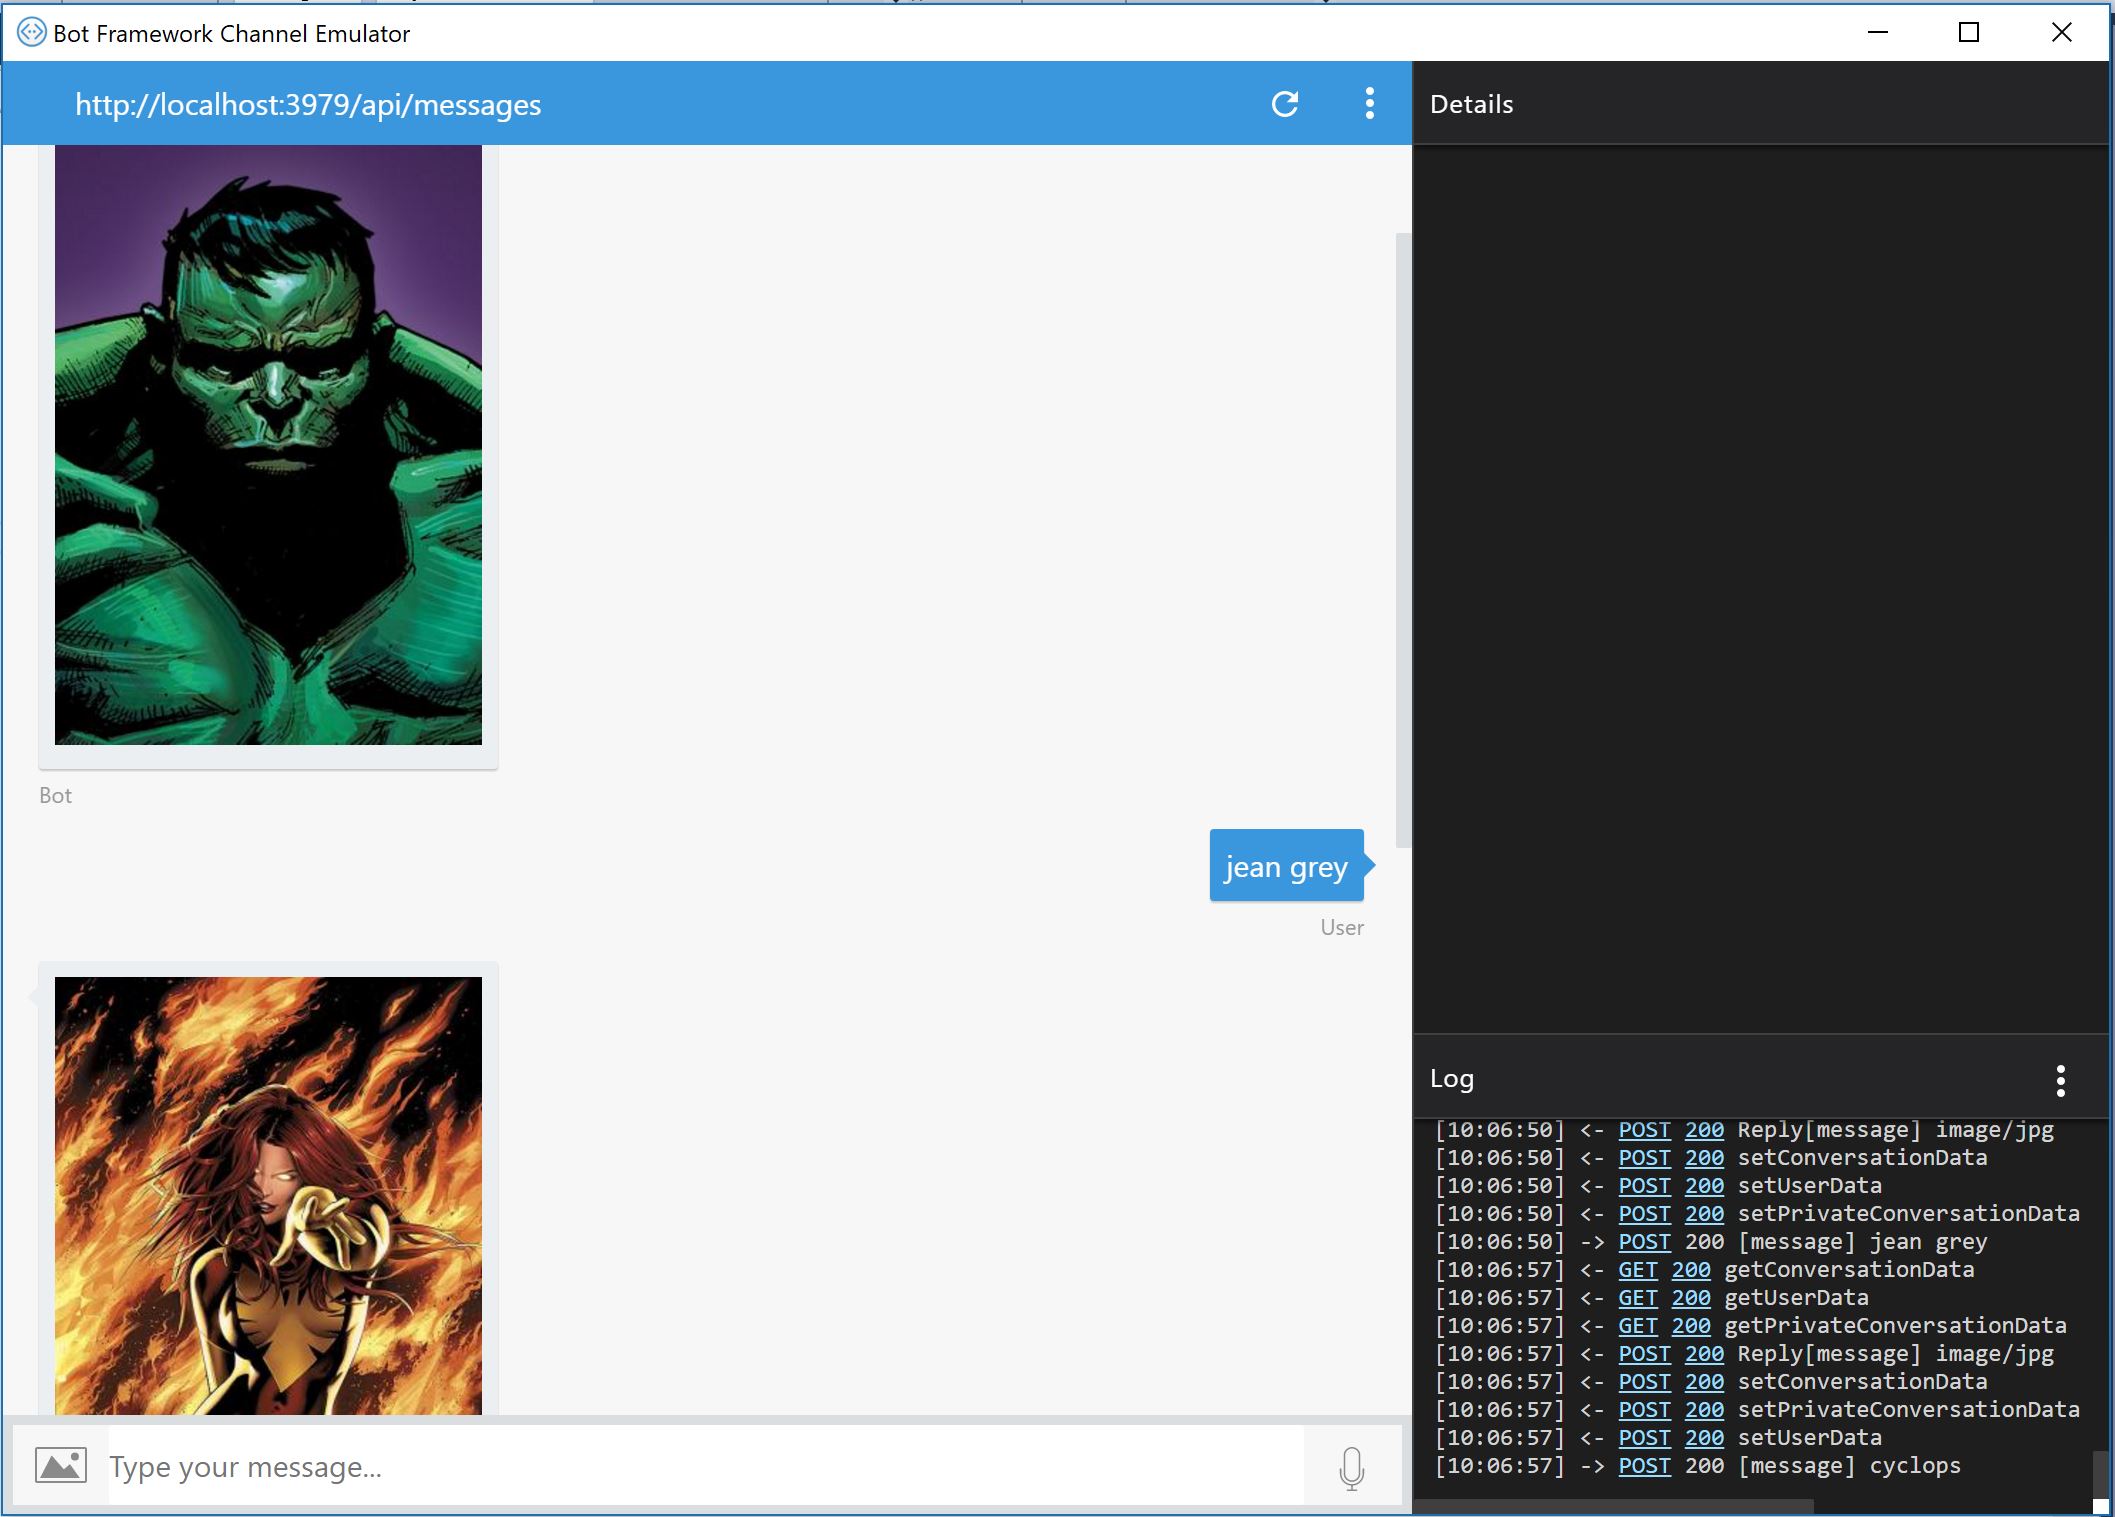 Bot Framework Channel Emulator
http://localhost:3979/api/messages
Bot
jean grey
User
Type your message...
Details
Log
[10:06:50] <- POST 200 Reply[message] image/jpg
[10:06:50] <- POST 200 setConversationData
[10:06:50] <- POST 200 setUserData
[10:06:50] <- POST 200 setPrivateConversationData
[10:06:50] -> POST 200 [message] jean grey
[10:06:57] <- GET 200 getConversationData
[10:06:57] <- GET 200 getUserData
[10:06:57] <- GET 200 getPrivateConversationData
[10:06:57] <- POST 200 Reply[message] image/jpg
[10:06:57] <- POST 200 setConversationData
[10:06:57] <- POST 200 setPrivateConversationData
[10:06:57] <- POST 200 setUserData
[10:06:57] -> POST 200 [message] cyclops